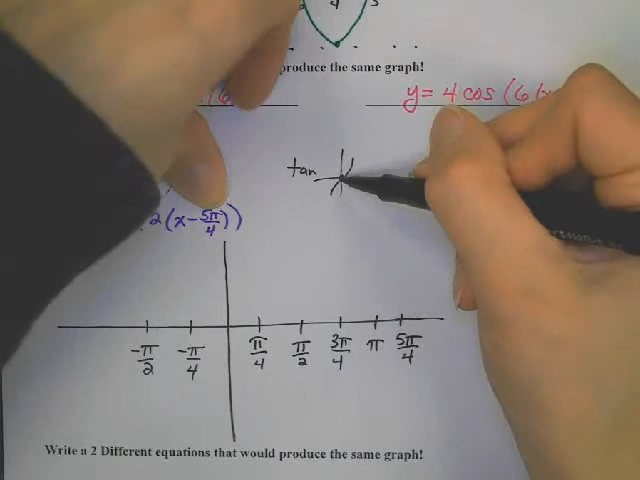 4
produce the same graph!
y = 4 cos (6(x
tan
2(x - 5π/4))
-π/2 -π/4 π/4 π/2 3π/4 π 5π/4
Write a 2 Different equations that would produce the same graph!